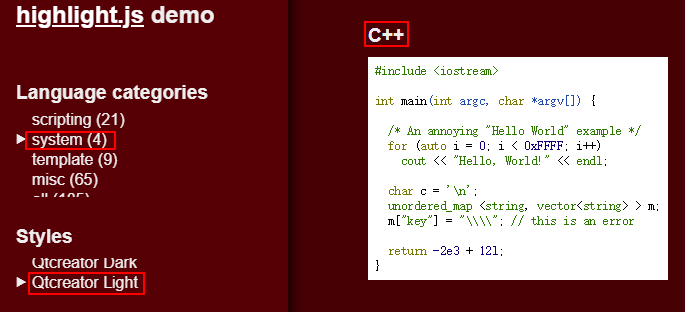 highlight.js demo
Language categories
scripting (21)
system (4)
template (9)
misc (65)
Styles
Qtcreator Dark
Qtcreator Light
C++
#include <iostream>
int main(int argc, char *argv[]) {
/* An annoying "Hello World" example */
for (auto i = 0; i < 0xFFFF; i++)
cout << "Hello, World!" << endl;
char c = '\n';
unordered_map <string, vector<string> > m;
m["key"] = "\\\\"; // this is an error
return -2e3 + 12l;
}